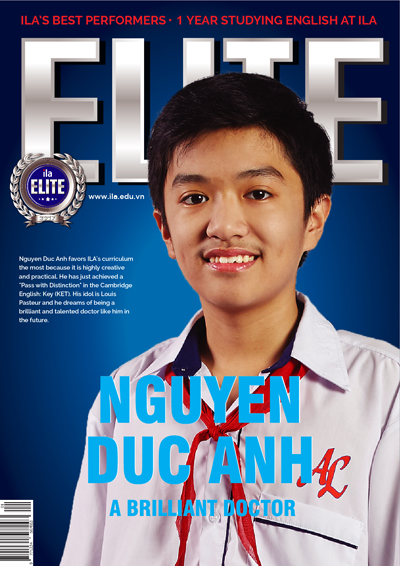 ILA'S BEST PERFORMERS • 1 YEAR STUDYING ENGLISH AT ILA
ELITE
ila
ELITE
2017
www.ila.edu.vn
Nguyen Duc Anh favors ILA's curriculum
the most because it is highly creative
and practical. He has just achieved a
"Pass with Distinction" in the Cambridge
English: Key (KET). His idol is Louis
Pasteur and he dreams of being a
brilliant and talented doctor like him in
the future.
NGUYEN
DUC ANH
AL
A BRILLIANT DOCTOR